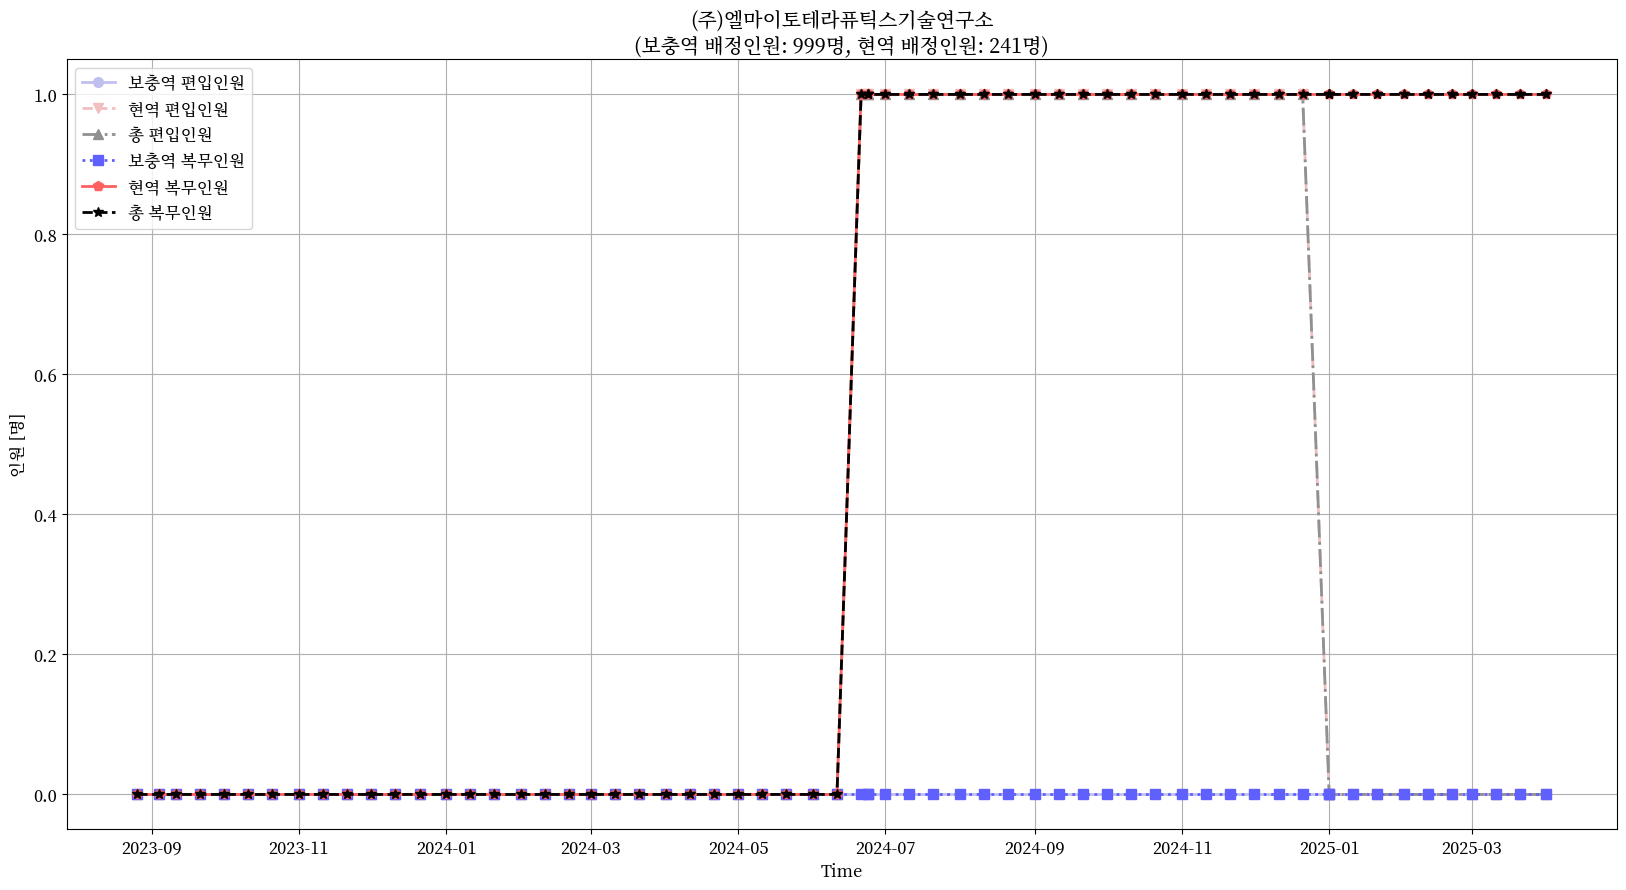 (주)엘마이토테라퓨틱스기술연구소
(보충역 배정인원: 999명, 현역 배정인원: 241명)
보충역 편입인원
현역 편입인원
총 편입인원
보충역 복무인원
현역 복무인원
총 복무인원
1.0
0.8
0.6
0.4
0.2
0.0
인원 [명]
2023-09
2023-11
2024-01
2024-03
2024-05
2024-07
2024-09
2024-11
2025-01
2025-03
Time